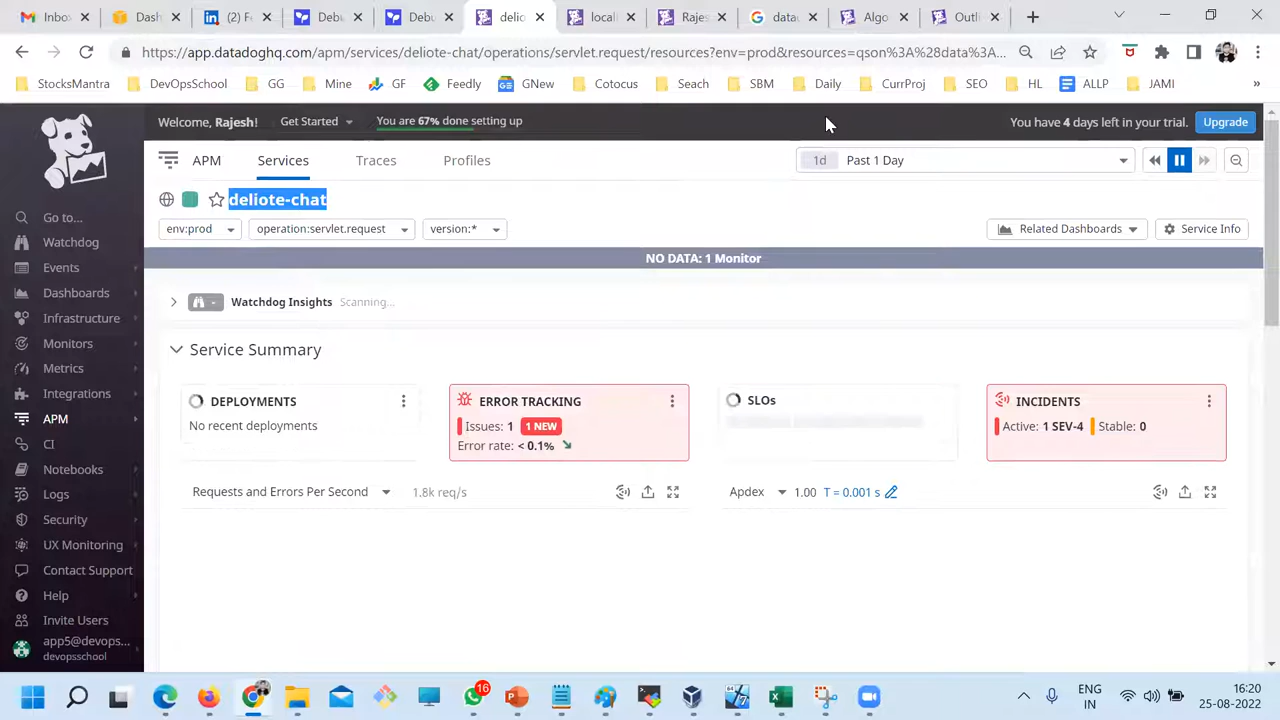 Inbox
Dash
(2) F
Debu
Debu
delio
locall
Rajes
datac
Algo
Outli
https://app.datadoghq.com/apm/services/deliote-chat/operations/servlet.request/resources?env=prod&resources=qson%3A%28data%3A...
StocksMantra
DevOpsSchool
GG
Mine
GF
Feedly
GNew
Cotocus
Seach
SBM
Daily
CurrProj
SEO
HL
ALLP
JAMI
Welcome, Rajesh!
Get Started
You are 67% done setting up
You have 4 days left in your trial.
Upgrade
APM
Services
Traces
Profiles
1d
Past 1 Day
deliote-chat
env:prod
operation:servlet.request
version:*
Related Dashboards
Service Info
NO DATA: 1 Monitor
Watchdog Insights
Scanning...
Service Summary
DEPLOYMENTS
No recent deployments
ERROR TRACKING
Issues: 1
1 NEW
Error rate: < 0.1%
SLOs
INCIDENTS
Active: 1 SEV-4
Stable: 0
Requests and Errors Per Second
1.8k req/s
Apdex
1.00
T = 0.001 s
Go to...
Watchdog
Events
Dashboards
Infrastructure
Monitors
Metrics
Integrations
APM
CI
Notebooks
Logs
Security
UX Monitoring
Contact Support
Help
Invite Users
app5@devops...
devopsschool
16
ENG
IN
16:20
25-08-2022